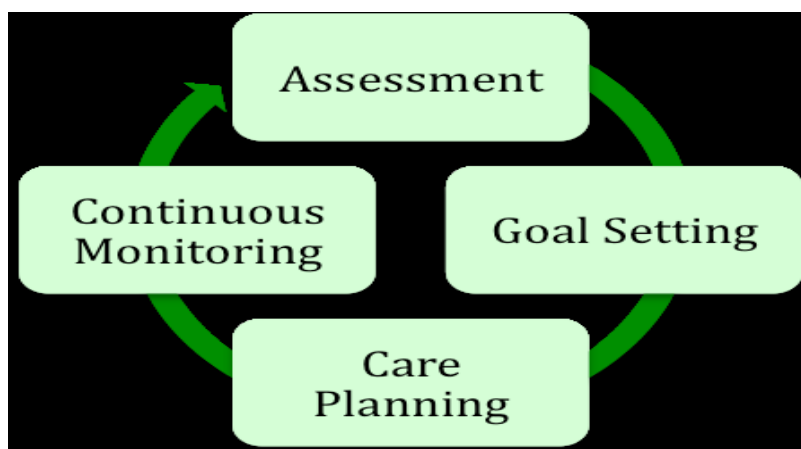 Assessment
Goal Setting
Care
Planning
Continuous
Monitoring